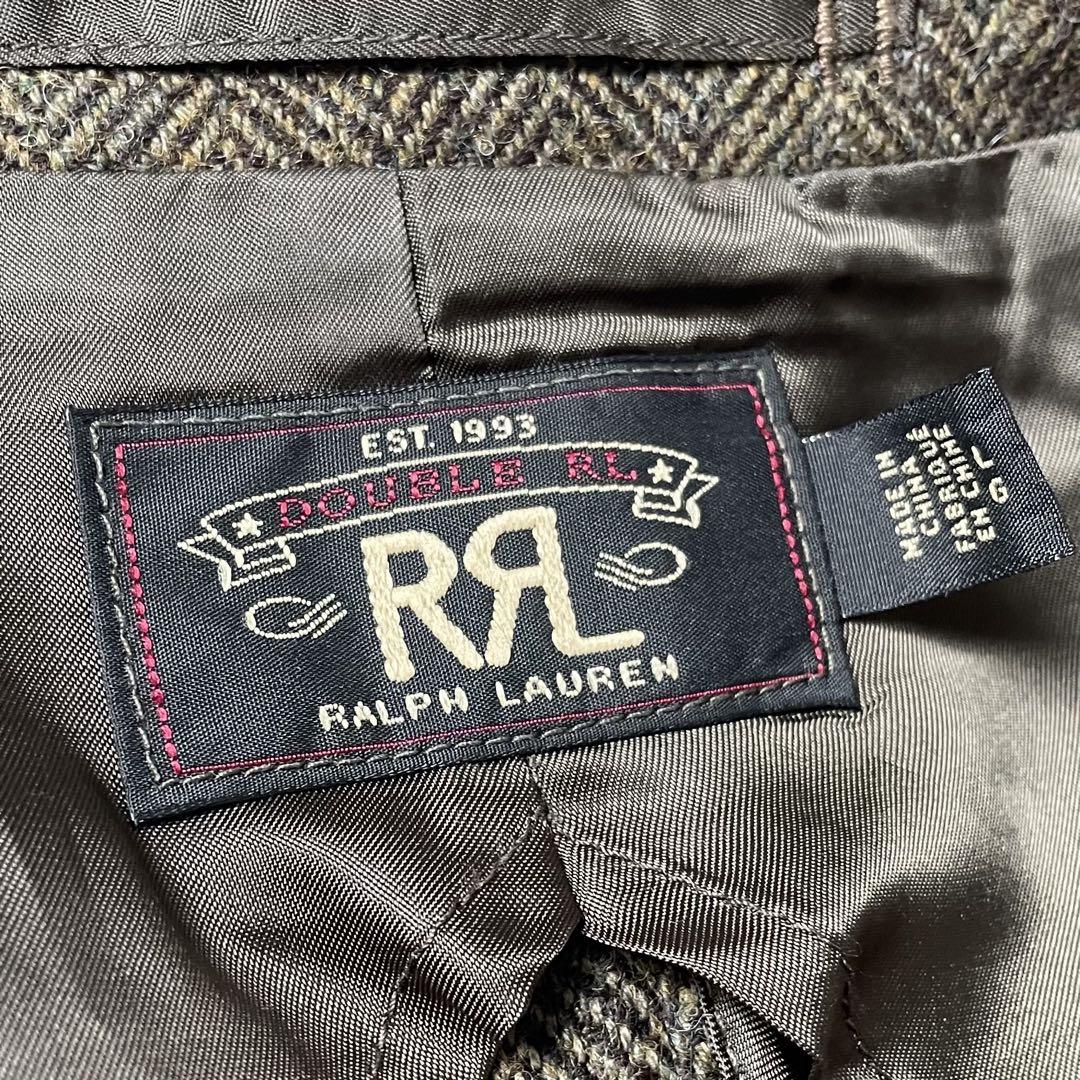 EST. 1993
DOUBLE RL
RRL
RALPH LAUREN
MADE IN
CHINA
FABRIQUÉ
EN CHINE
G L